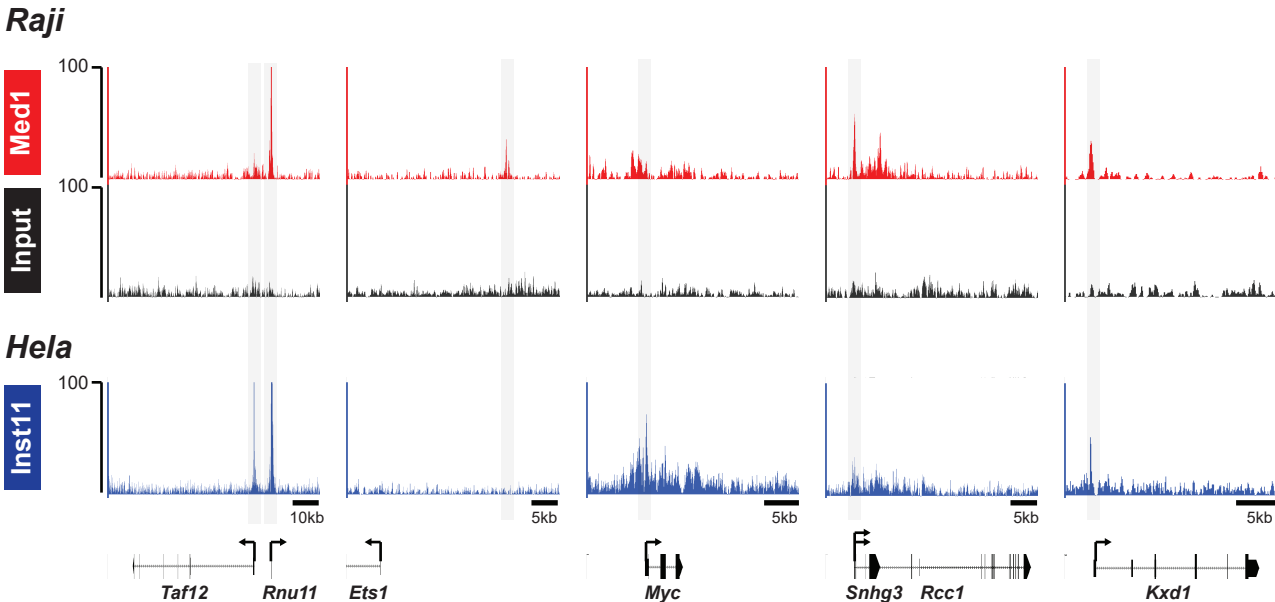 Raji
Med1
100
Input
100
Hela
Inst11
100
10kb
5kb
5kb
5kb
5kb
Taf12
Rnu11
Ets1
Myc
Snhg3
Rcc1
Kxd1